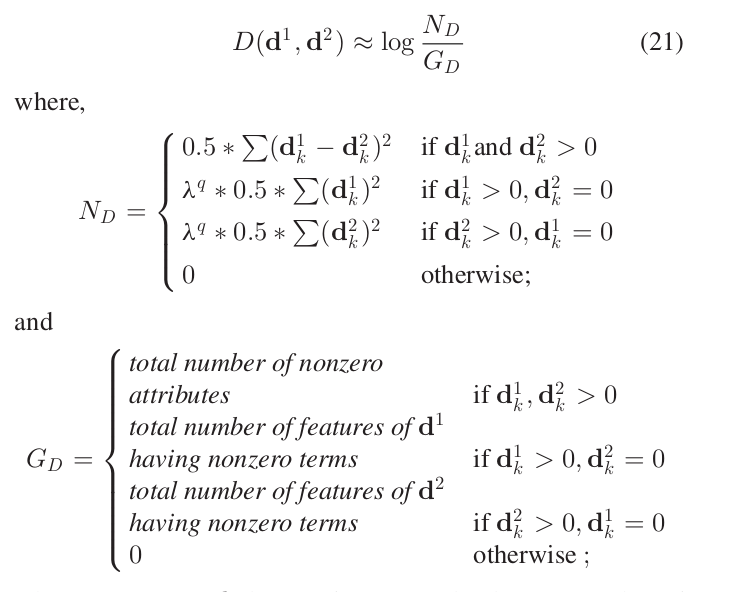 D(d¹, d²) ≈ log N_D / G_D (21)
where,
N_D = { 0.5 ∗ ∑(d¹_k − d²_k)² if d¹_k and d²_k > 0
λ^q ∗ 0.5 ∗ ∑(d¹_k)² if d¹_k > 0, d²_k = 0
λ^q ∗ 0.5 ∗ ∑(d²_k)² if d²_k > 0, d¹_k = 0
0 otherwise;
and
G_D = { total number of nonzero
attributes if d¹_k, d²_k > 0
total number of features of d¹
having nonzero terms if d¹_k > 0, d²_k = 0
total number of features of d²
having nonzero terms if d²_k > 0, d¹_k = 0
0 otherwise ;